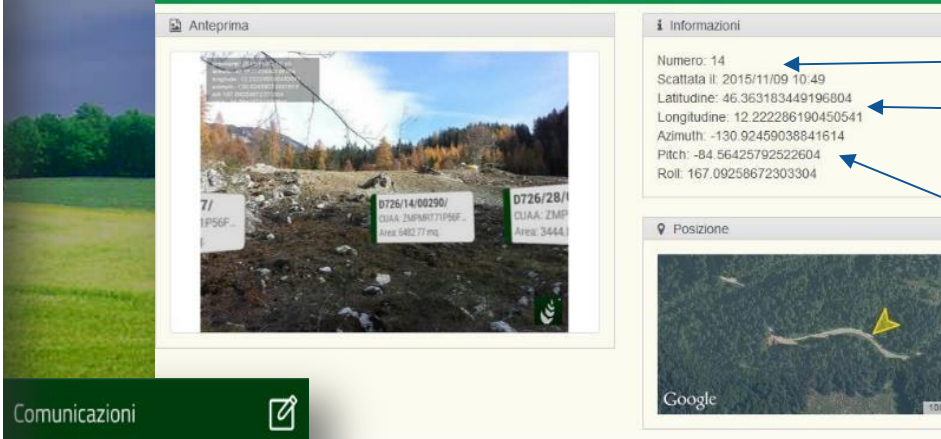 Anteprima
7/
1P56F..
D726/14/00290/
CUAA: ZMPMRT71P56F..
Area: 6482.77 mq.
D726/28/
CUAA: ZMP
Area: 3444.
Informazioni
Numero: 14
Scattata il: 2015/11/09 10:49
Latitudine: 46.363183449196804
Longitudine: 12.222286190450541
Azimuth: -130.92459038841614
Pitch: -84.56425792522604
Roll: 167.09258672303304
Posizione
Google
Comunicazioni